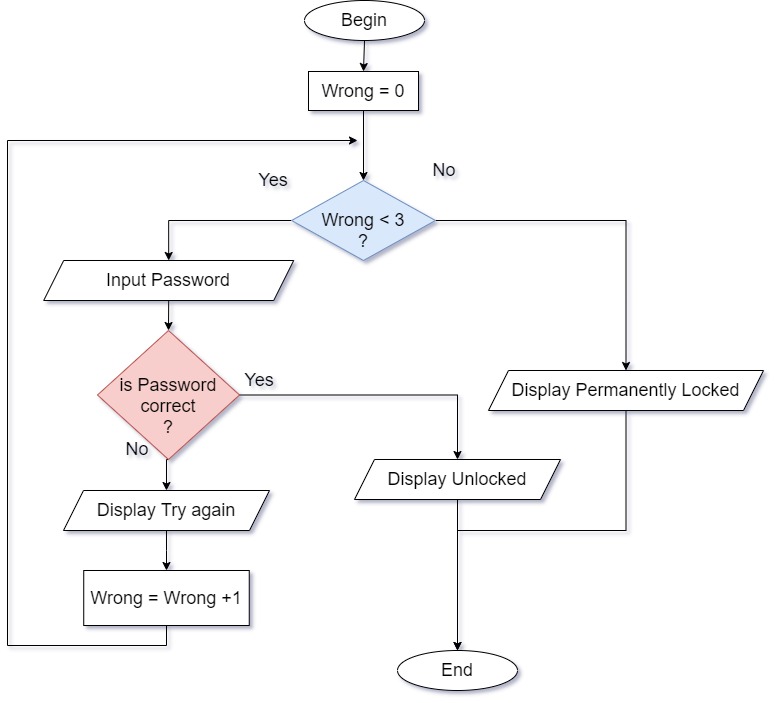 Begin
Wrong = 0
Yes
No
Wrong < 3
?
Input Password
is Password
correct
?
Yes
No
Display Permanently Locked
Display Unlocked
Display Try again
Wrong = Wrong +1
End